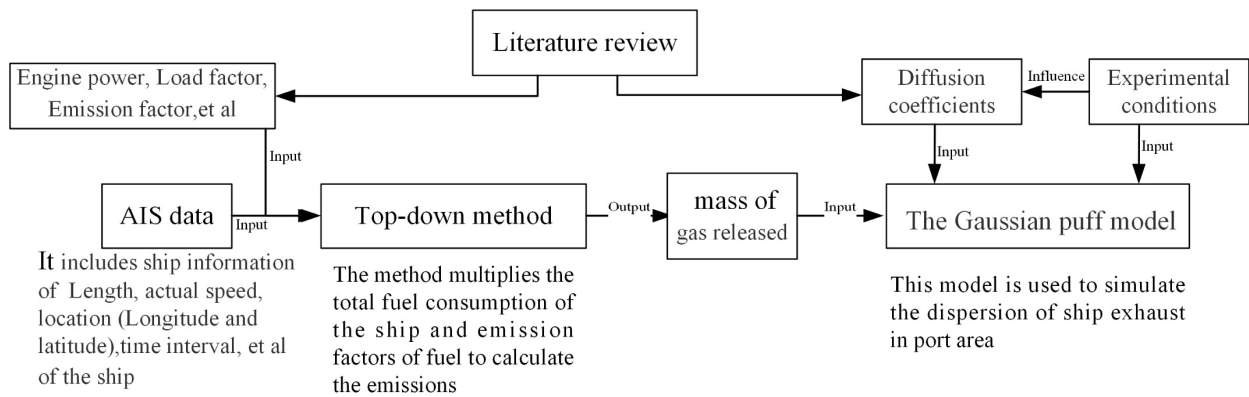 Literature review
Engine power, Load factor,
Emission factor,et al
Diffusion
coefficients
Influence
Experimental
conditions
Input
Input
Input
AIS data
Input
Top-down method
Output
mass of
gas released
Input
The Gaussian puff model
It includes ship information
of Length, actual speed,
location (Longitude and
latitude),time interval, et al
of the ship
The method multiplies the
total fuel consumption of
the ship and emission
factors of fuel to calculate
the emissions
This model is used to simulate
the dispersion of ship exhaust
in port area